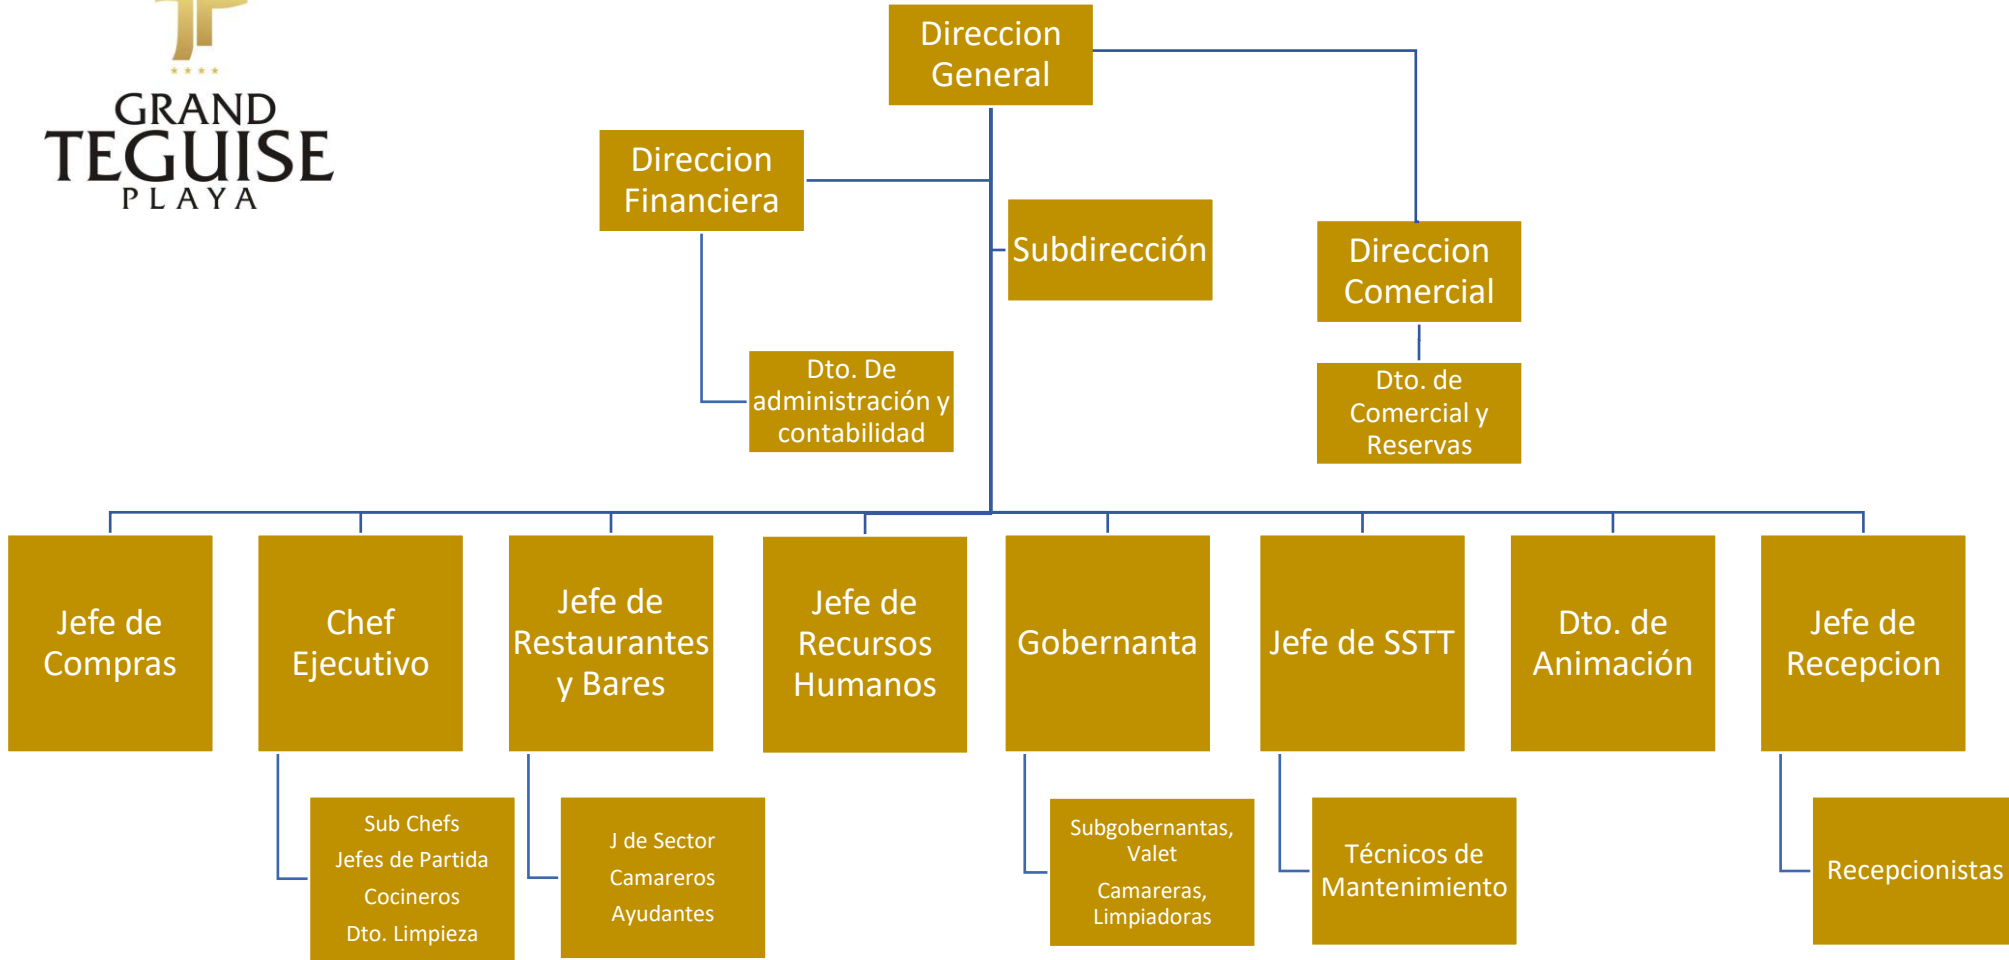 GRAND
TEGUISE
PLAYA
Direccion
General
Direccion
Financiera
Subdirección
Direccion
Comercial
Dto. De
administración y
contabilidad
Dto. de
Comercial y
Reservas
Jefe de
Compras
Chef
Ejecutivo
Jefe de
Restaurantes
y Bares
Jefe de
Recursos
Humanos
Gobernanta
Jefe de SSTT
Dto. de
Animación
Jefe de
Recepcion
Sub Chefs
Jefes de Partida
Cocineros
Dto. Limpieza
J de Sector
Camareros
Ayudantes
Subgobernantas,
Valet
Camareras,
Limpiadoras
Técnicos de
Mantenimiento
Recepcionistas